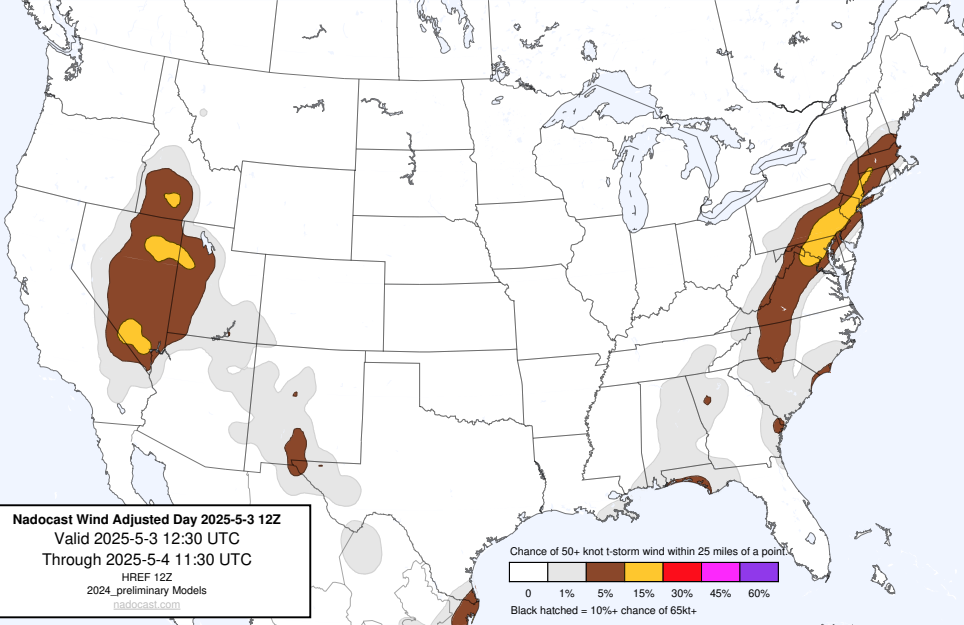 Nadocast Wind Adjusted Day 2025-5-3 12Z
Valid 2025-5-3 12:30 UTC
Through 2025-5-4 11:30 UTC
HREF 12Z
2024_preliminary Models
nadocast.com
Chance of 50+ knot t-storm wind within 25 miles of a point.
0 1% 5% 15% 30% 45% 60%
Black hatched = 10%+ chance of 65kt+